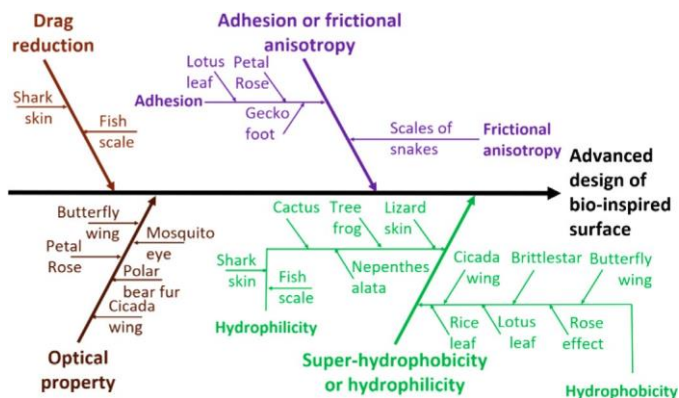 Drag
reduction
Shark
skin
Fish
scale
Adhesion or frictional
anisotropy
Lotus
leaf
Petal
Rose
Adhesion
Gecko
foot
Scales of
snakes
Frictional
anisotropy
Advanced
design of
bio-inspired
surface
Butterfly
wing
Mosquito
eye
Petal
Rose
Polar
bear fur
Cicada
wing
Optical
property
Cactus
Tree
frog
Lizard
skin
Shark
skin
Fish
scale
Nepenthes
alata
Hydrophilicity
Cicada
wing
Brittlestar
Butterfly
wing
Rice
leaf
Lotus
leaf
Rose
effect
Super-hydrophobicity
or hydrophilicity
Hydrophobicity